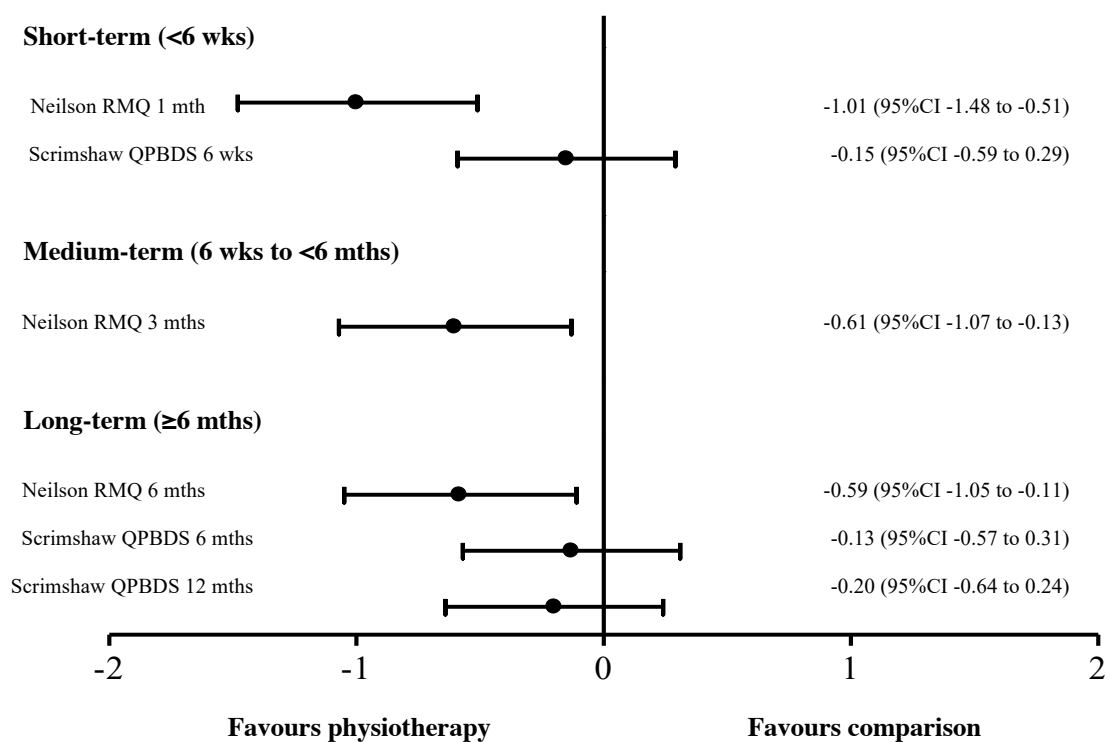 Short-term (<6 wks)
Neilson RMQ 1 mth -1.01 (95%CI -1.48 to -0.51)
Scrimshaw QPBDS 6 wks -0.15 (95%CI -0.59 to 0.29)
Medium-term (6 wks to <6 mths)
Neilson RMQ 3 mths -0.61 (95%CI -1.07 to -0.13)
Long-term (≥6 mths)
Neilson RMQ 6 mths -0.59 (95%CI -1.05 to -0.11)
Scrimshaw QPBDS 6 mths -0.13 (95%CI -0.57 to 0.31)
Scrimshaw QPBDS 12 mths -0.20 (95%CI -0.64 to 0.24)
-2 -1 0 1 2
Favours physiotherapy Favours comparison